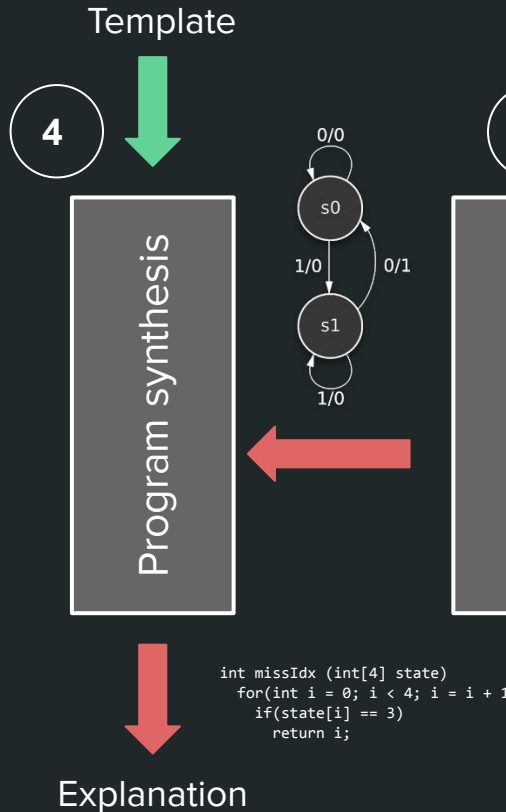 Template
4
0/0
s0
1/0
0/1
s1
1/0
Program synthesis
int missIdx (int[4] state)
for(int i = 0; i < 4; i = i + 1
if(state[i] == 3)
return i;
Explanation